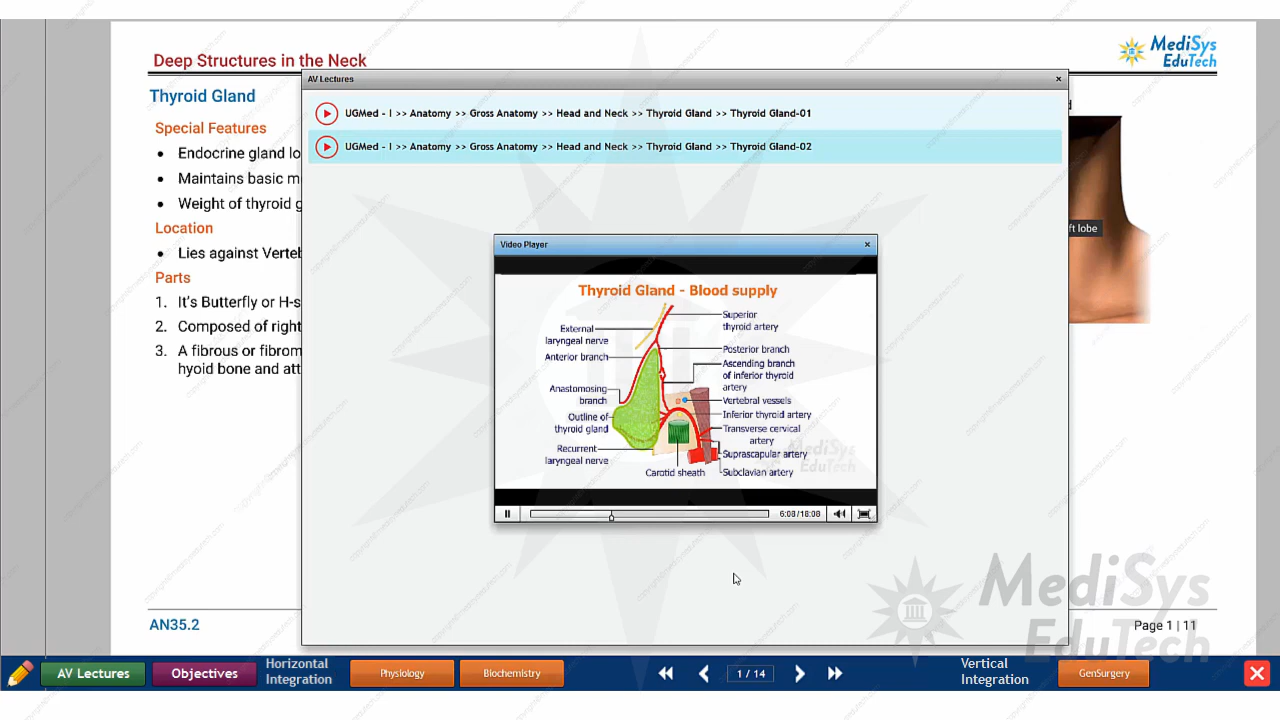 Deep Structures in the Neck
MediSys
EduTech
Thyroid Gland
Special Features
Endocrine gland lo
Maintains basic m
Weight of thyroid g
Location
Lies against Verteb
Parts
1. It's Butterfly or H-s
2. Composed of right
3. A fibrous or fibrom
hyoid bone and att
AV Lectures
UGMed - I >> Anatomy >> Gross Anatomy >> Head and Neck >> Thyroid Gland >> Thyroid Gland-01
UGMed - I >> Anatomy >> Gross Anatomy >> Head and Neck >> Thyroid Gland >> Thyroid Gland-02
ft lobe
Video Player
Thyroid Gland - Blood supply
External
laryngeal nerve
Anterior branch
Anastomosing
branch
Outline of
thyroid gland
Recurrent
laryngeal nerve
Carotid sheath
Superior
thyroid artery
Posterior branch
Ascending branch
of inferior thyroid
artery
Vertebral vessels
Inferior thyroid artery
Transverse cervical
artery
Suprascapular artery
Subclavian artery
MediSys
EduTech
6:08/18:08
MediSys
EduTech
AN35.2
Page 1 | 11
AV Lectures
Objectives
Horizontal
Integration
Physiology
Biochemistry
1 / 14
Vertical
Integration
GenSurgery